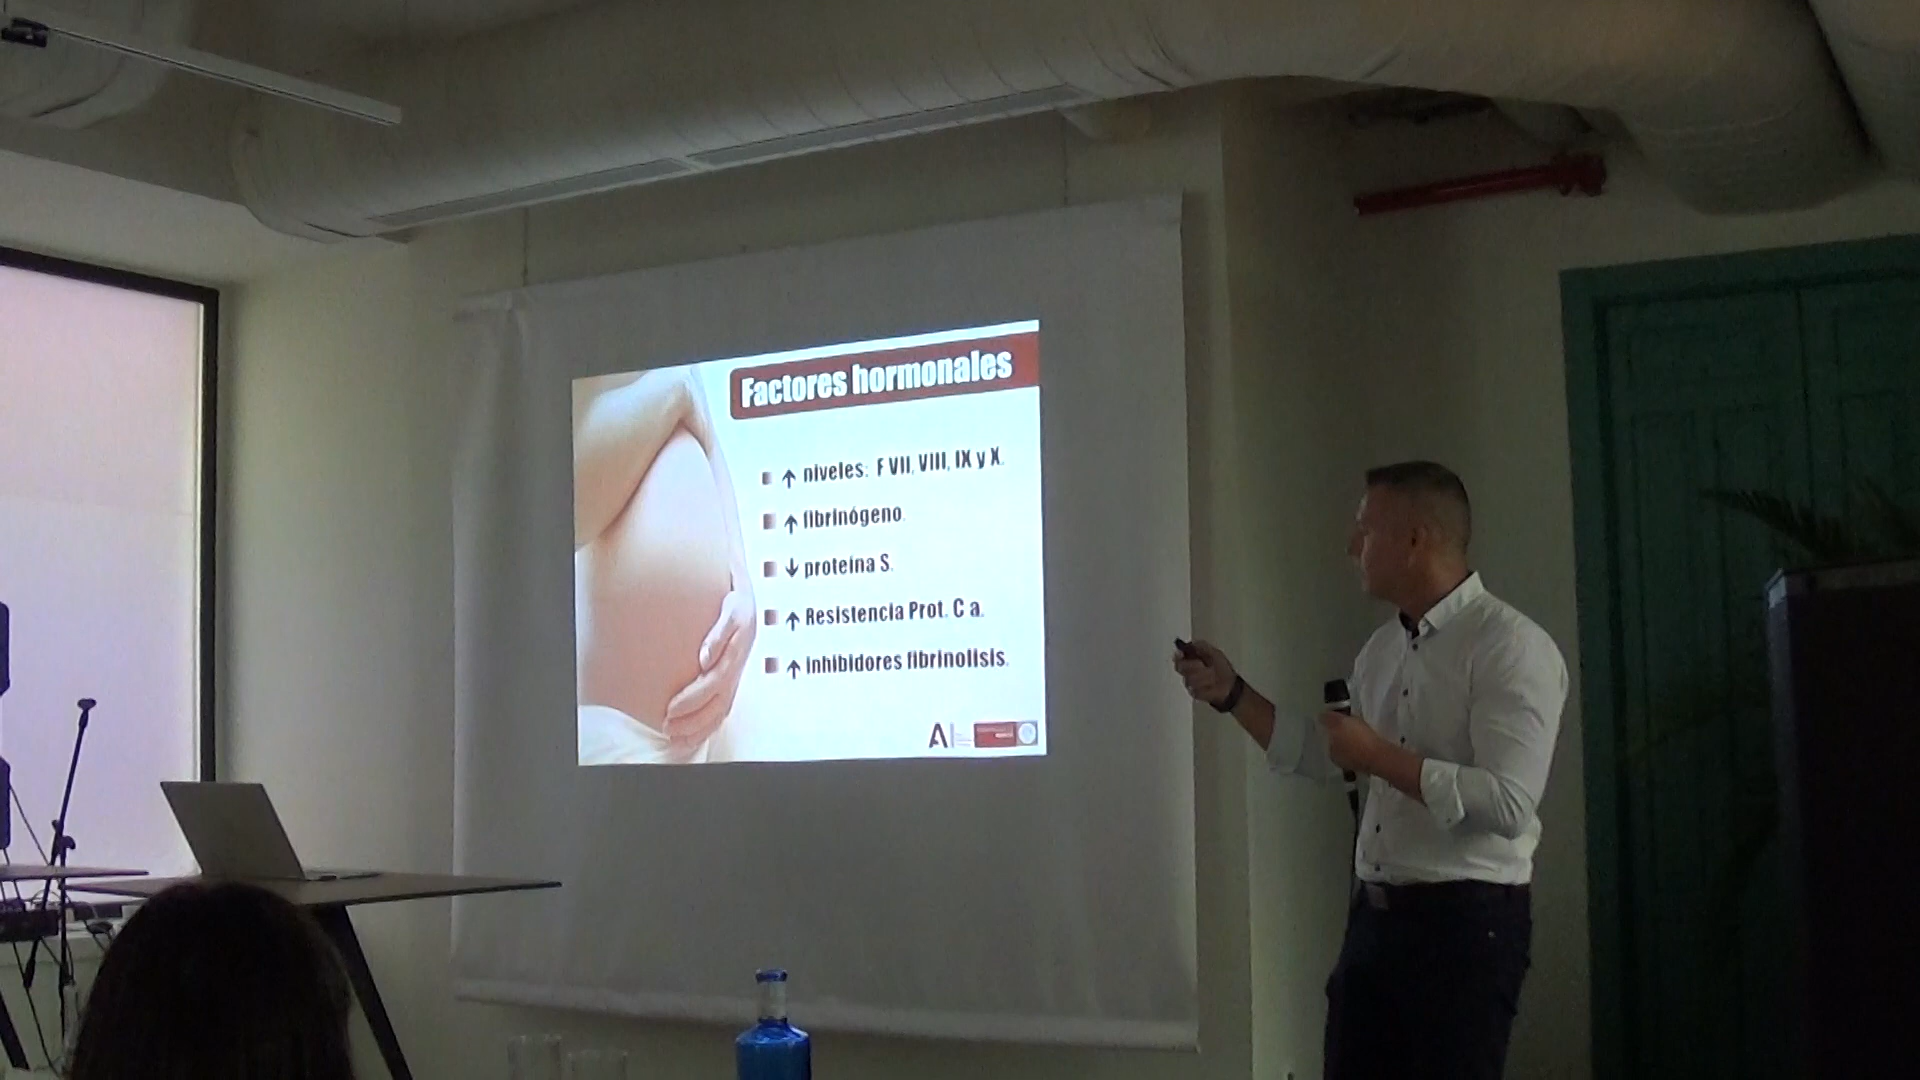 Factores hormonales
↑ niveles: F VII, VIII, IX y X.
↑ fibrinógeno.
↓ proteína S.
↑ Resistencia Prot. C a.
↑ inhibidores fibrinolisis.